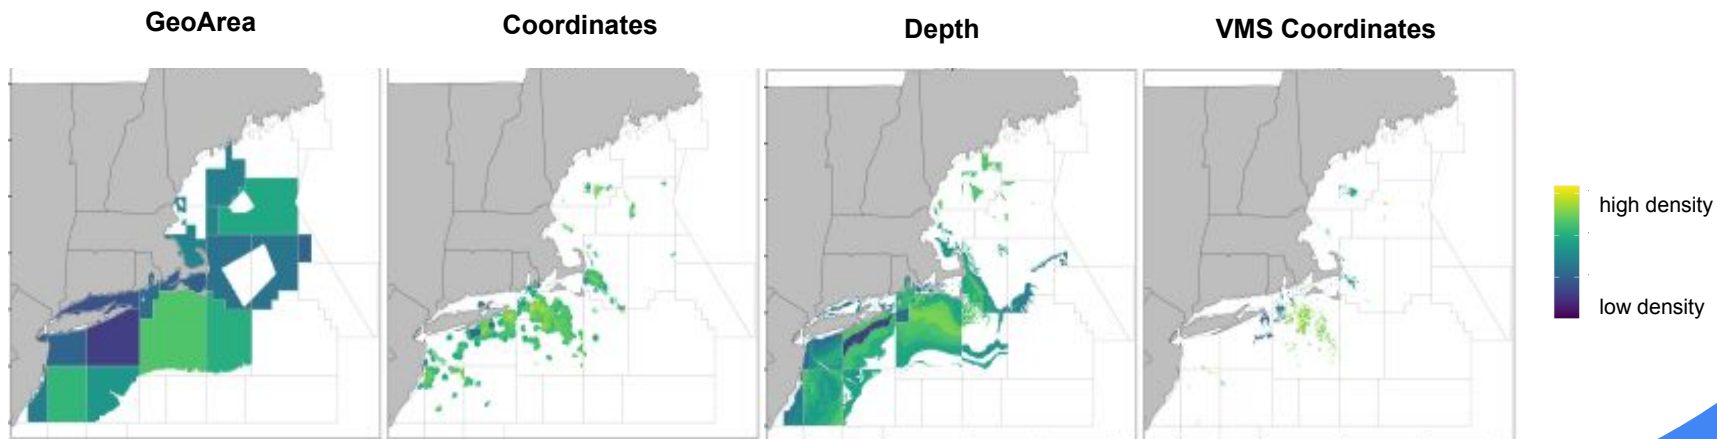 GeoArea
Coordinates
Depth
VMS Coordinates
high density
low density